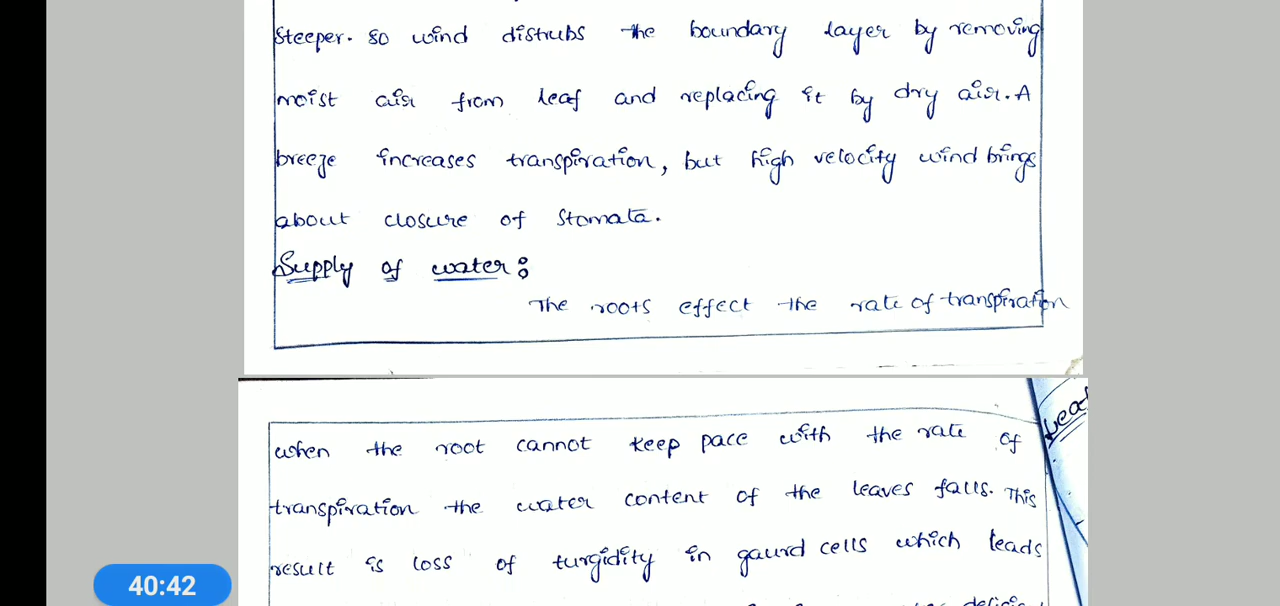 steeper. so wind distrubs the boundary layer by removing
moist air from leaf and replacing it by dry air. A
breeze increases transpiration, but high velocity wind brings
about closure of stomata.
Supply of water :
The roots effect the rate of transpiration
Leaf
when the root cannot keep pace with the rate of
transpiration the water content of the leaves falls. This
result is loss of turgidity in gaurd cells which leads
40:42